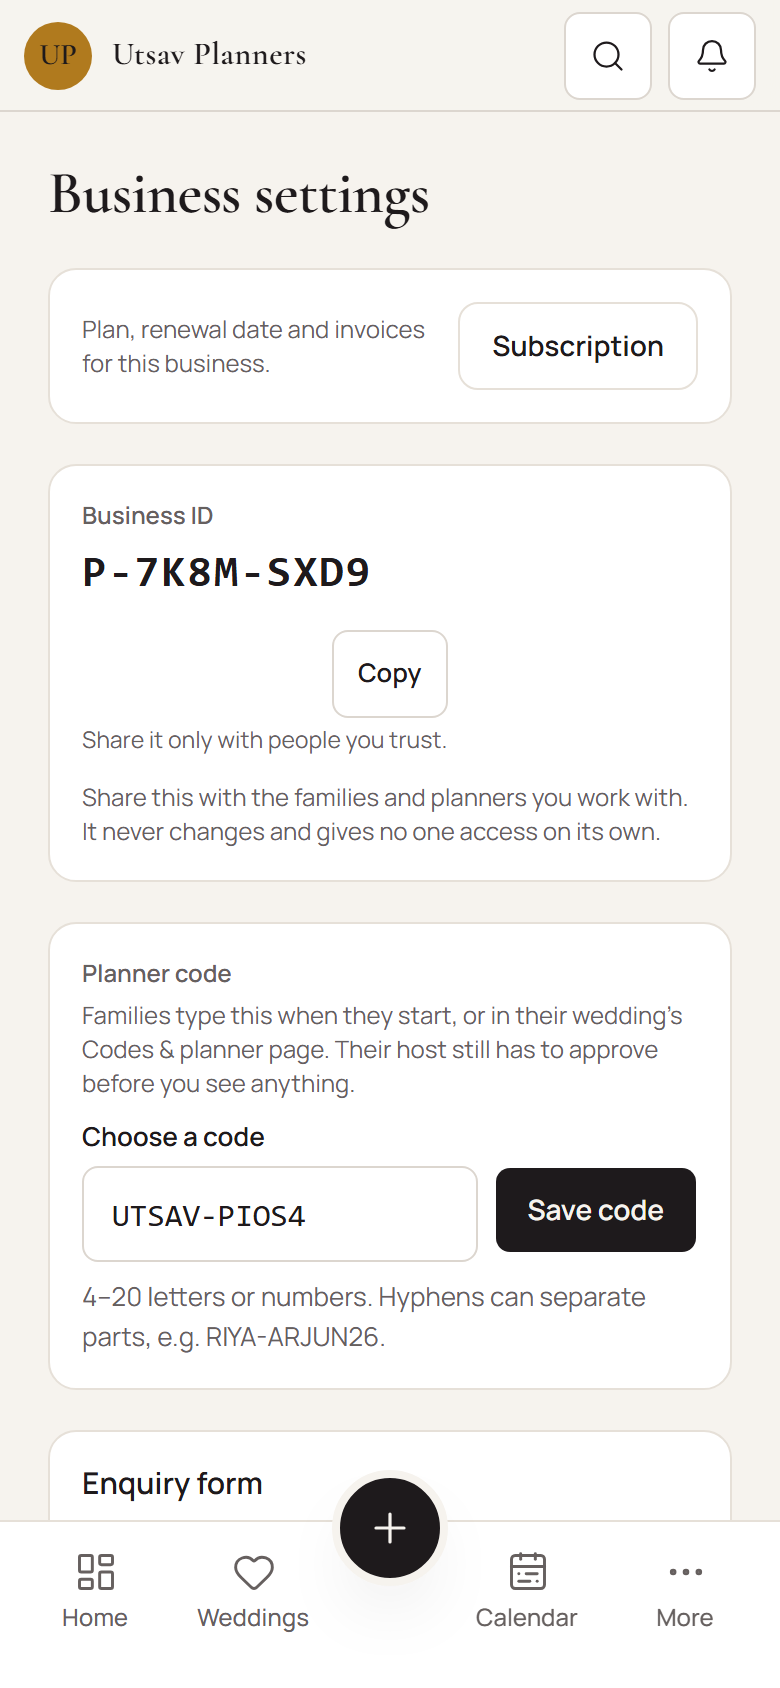 UP Utsav Planners
Business settings
Plan, renewal date and invoices
for this business.
Subscription
Business ID
P-7K8M-SXD9
Copy
Share it only with people you trust.
Share this with the families and planners you work with.
It never changes and gives no one access on its own.
Planner code
Families type this when they start, or in their wedding's
Codes & planner page. Their host still has to approve
before you see anything.
Choose a code
UTSAV-PIOS4
Save code
4–20 letters or numbers. Hyphens can separate
parts, e.g. RIYA-ARJUN26.
Enquiry form
Home
Weddings
Calendar
More